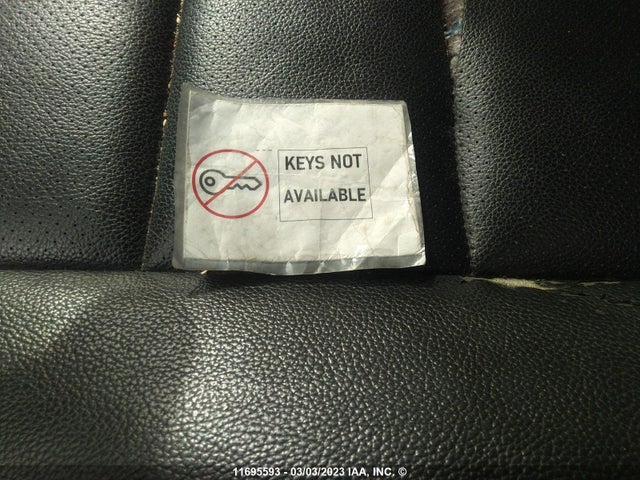 KEYS NOT
AVAILABLE
11695593 - 03/03/2023 IAA, INC. ©